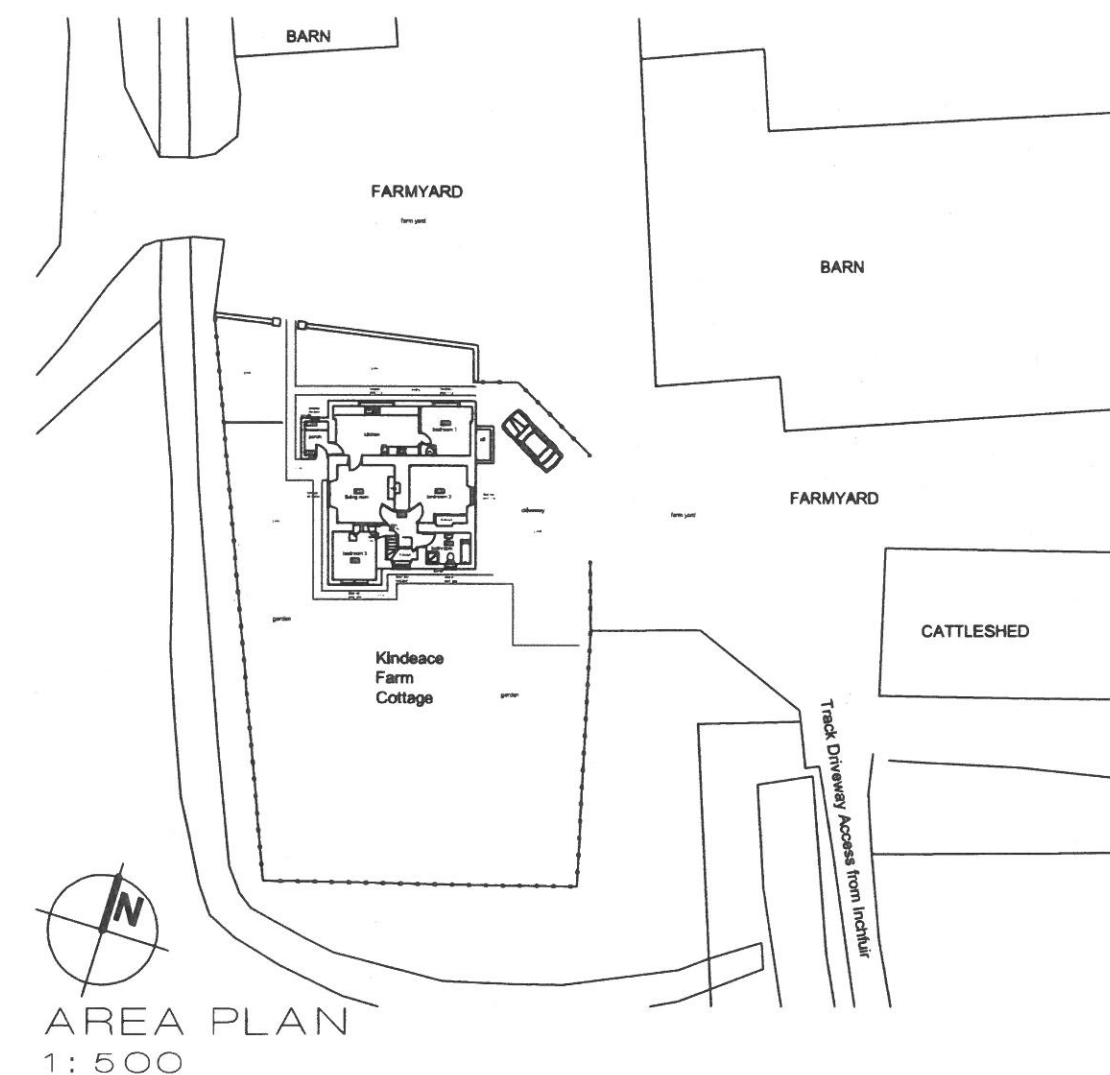 BARN
FARMYARD
farm yard
BARN
kitchen
bedroom 1
porch
oil
living room
bedroom 2
FARMYARD
driveway
farm yard
bedroom 3
CATTLESHED
garden
Kindeace
Farm
Cottage
garden
Track Driveway Access from Inchfuir
N
AREA PLAN
1:500